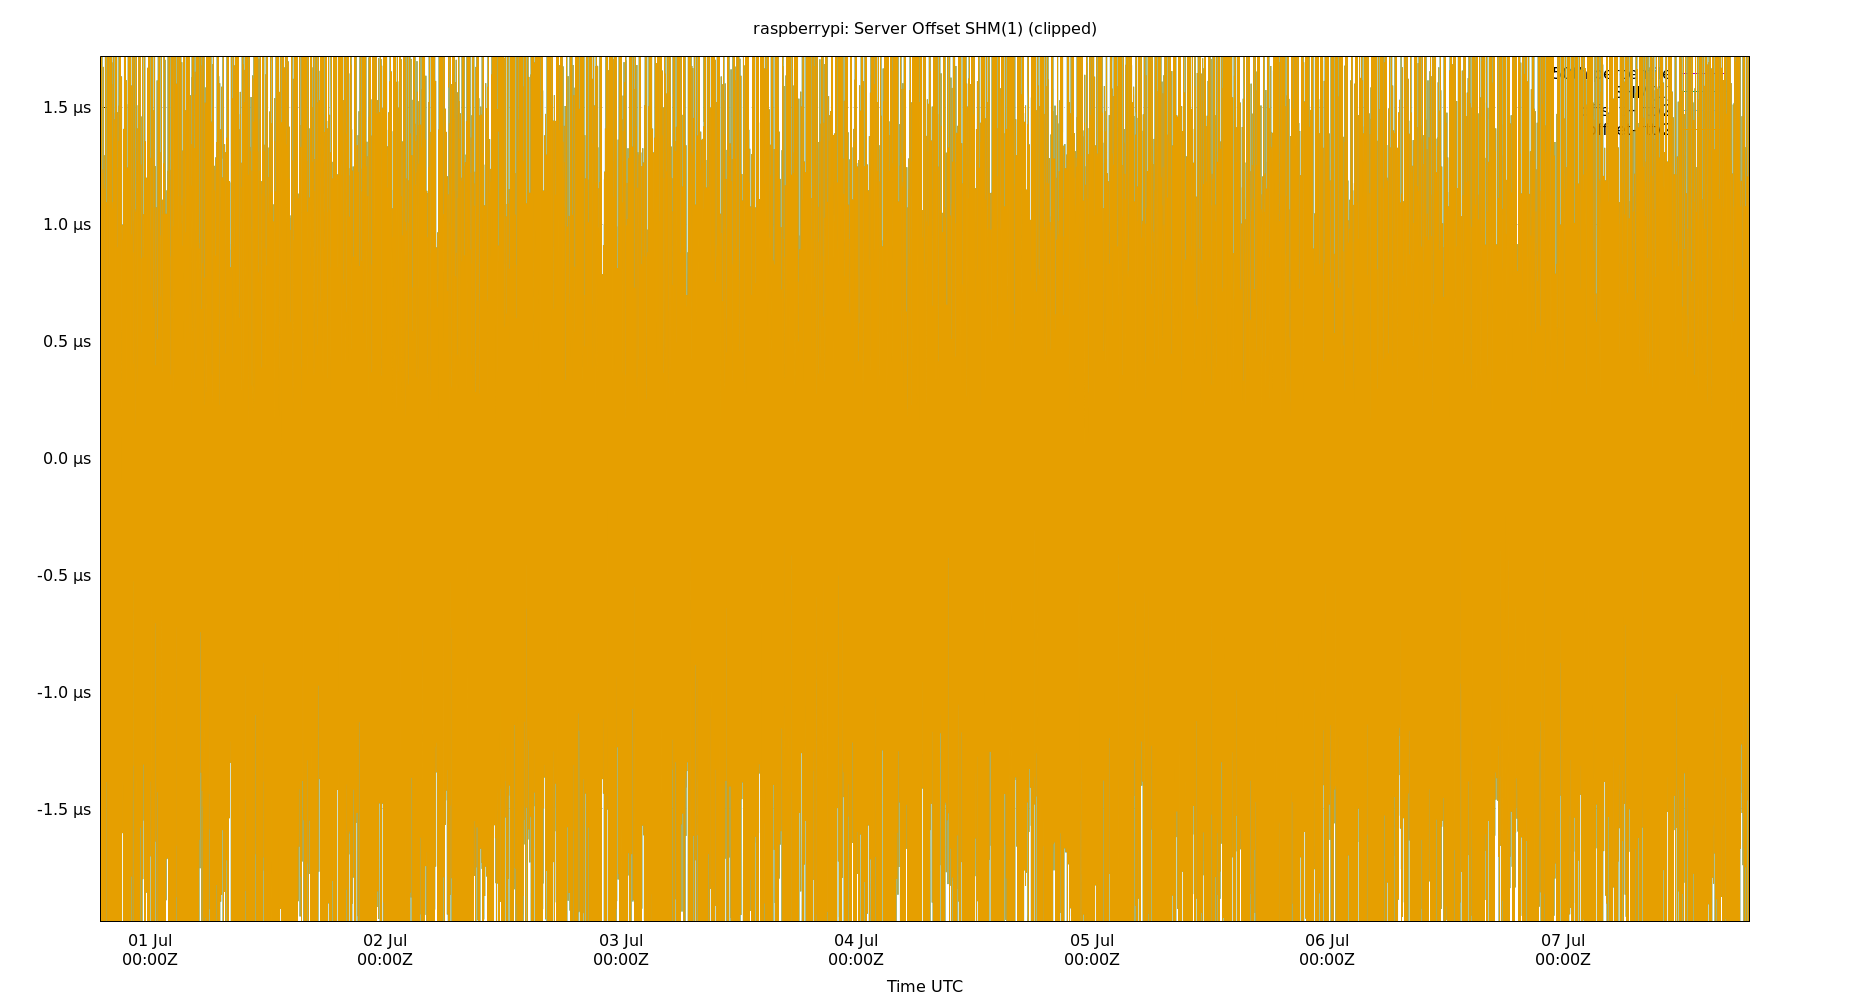 raspberrypi: Server Offset SHM(1) (clipped)
1.5 µs
1.0 µs
0.5 µs
0.0 µs
-0.5 µs
-1.0 µs
-1.5 µs
01 Jul 02 Jul 03 Jul 04 Jul 05 Jul 06 Jul 07 Jul
00:00Z 00:00Z 00:00Z 00:00Z 00:00Z 00:00Z 00:00Z
Time UTC